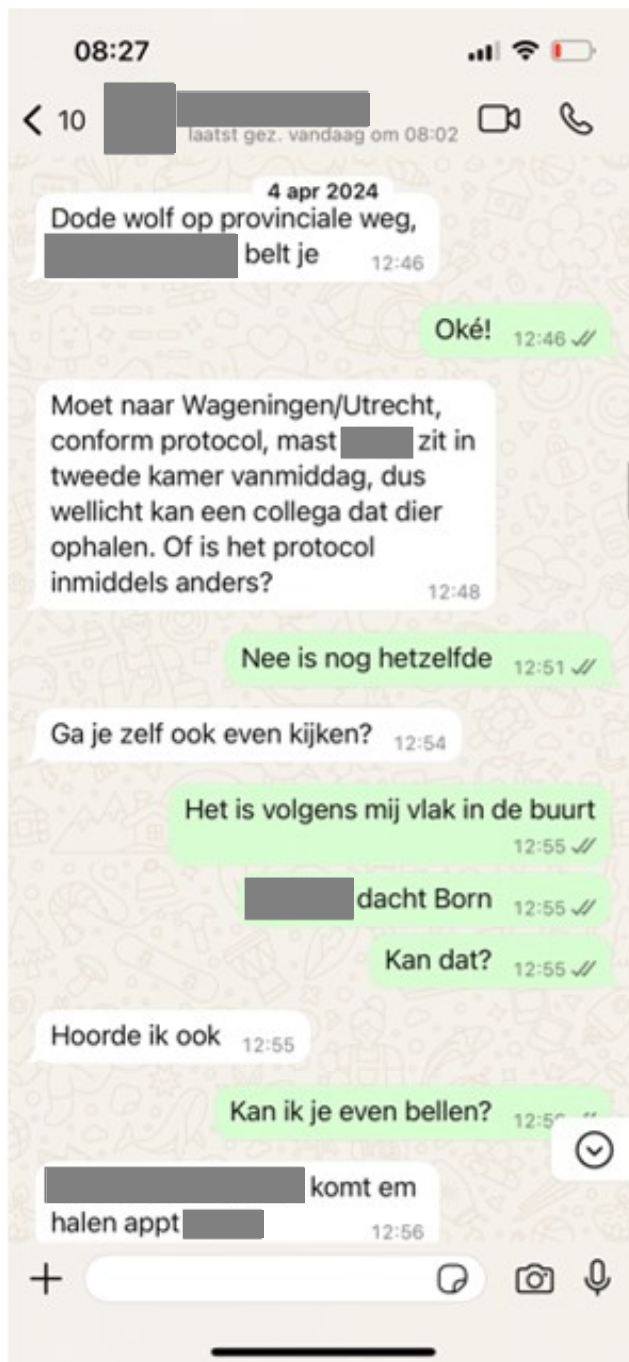 08:27
10
laatst gez. vandaag om 08:02
4 apr 2024
Dode wolf op provinciale weg,
belt je 12:46
Oké! 12:46
Moet naar Wageningen/Utrecht,
conform protocol, mast zit in
tweede kamer vanmiddag, dus
wellicht kan een collega dat dier
ophalen. Of is het protocol
inmiddels anders? 12:48
Nee is nog hetzelfde 12:51
Ga je zelf ook even kijken? 12:54
Het is volgens mij vlak in de buurt
12:55
dacht Born 12:55
Kan dat? 12:55
Hoorde ik ook 12:55
Kan ik je even bellen?
komt em
halen appt 12:56